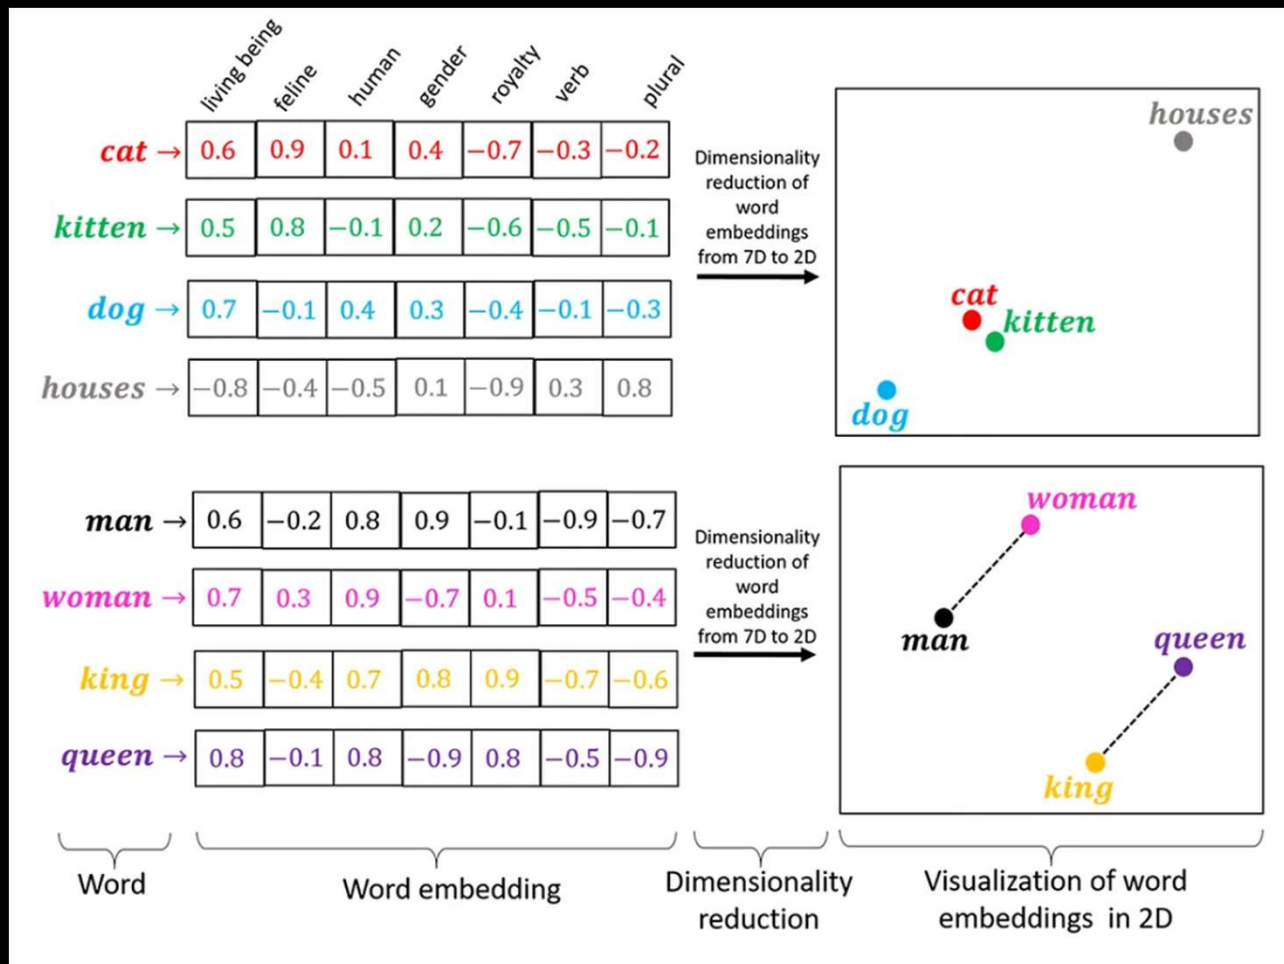 living being feline human gender royalty verb plural
cat → 0.6 0.9 0.1 0.4 −0.7 −0.3 −0.2
kitten → 0.5 0.8 −0.1 0.2 −0.6 −0.5 −0.1
dog → 0.7 −0.1 0.4 0.3 −0.4 −0.1 −0.3
houses → −0.8 −0.4 −0.5 0.1 −0.9 0.3 0.8
Dimensionality
reduction of
word
embeddings
from 7D to 2D
houses
cat
kitten
dog
man → 0.6 −0.2 0.8 0.9 −0.1 −0.9 −0.7
woman → 0.7 0.3 0.9 −0.7 0.1 −0.5 −0.4
king → 0.5 −0.4 0.7 0.8 0.9 −0.7 −0.6
queen → 0.8 −0.1 0.8 −0.9 0.8 −0.5 −0.9
Dimensionality
reduction of
word
embeddings
from 7D to 2D
woman
man
queen
king
Word
Word embedding
Dimensionality
reduction
Visualization of word
embeddings in 2D